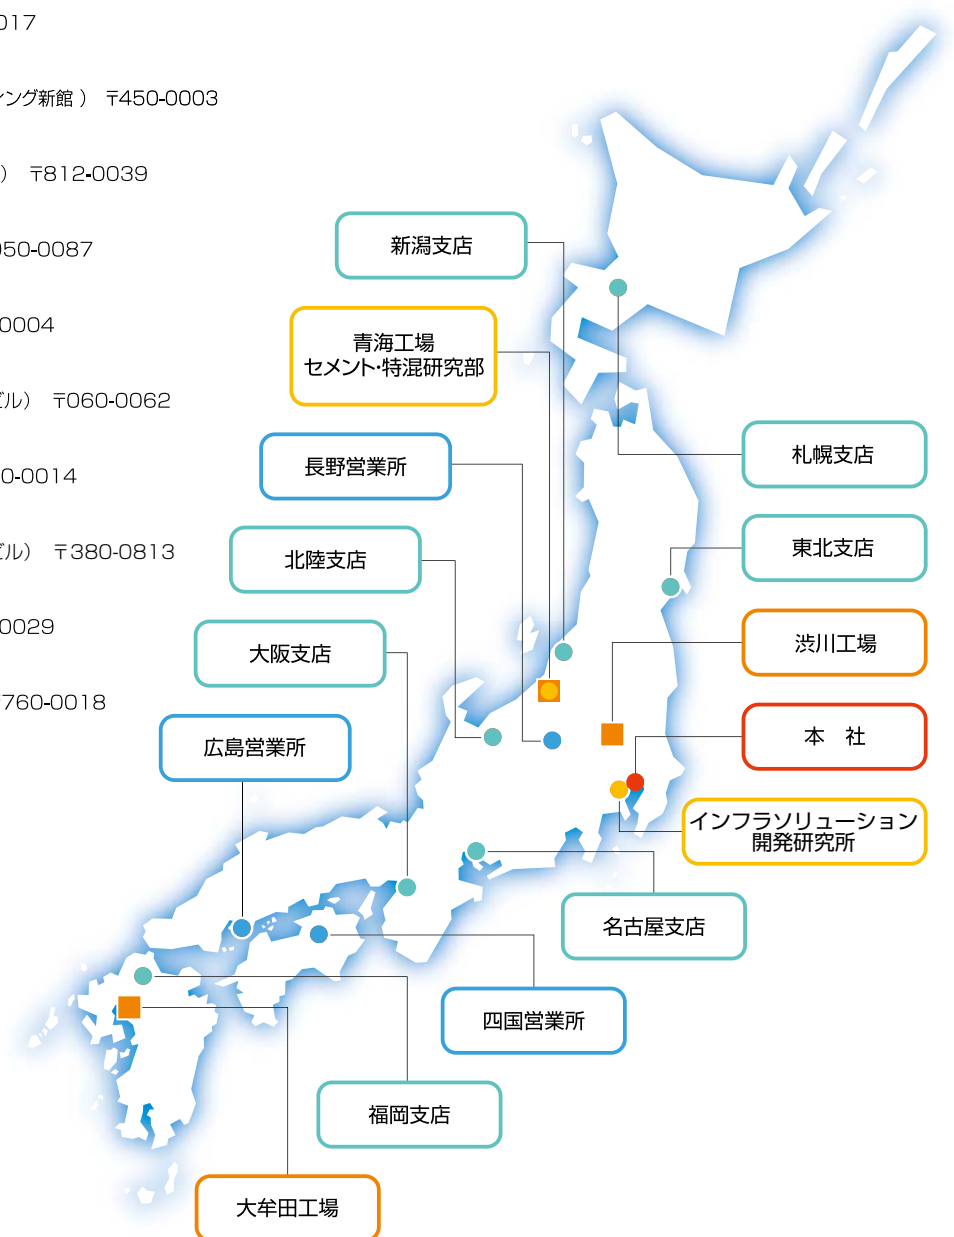 017
ィング新館 ） 〒450-0003
） 〒812-0039
950-0087
-0004
ビル） 〒060-0062
0-0014
ビル） 〒380-0813
0029
760-0018
新潟支店
青海工場
セメント・特混研究部
長野営業所
北陸支店
大阪支店
広島営業所
札幌支店
東北支店
渋川工場
本　社
インフラソリューション
開発研究所
名古屋支店
四国営業所
福岡支店
大牟田工場